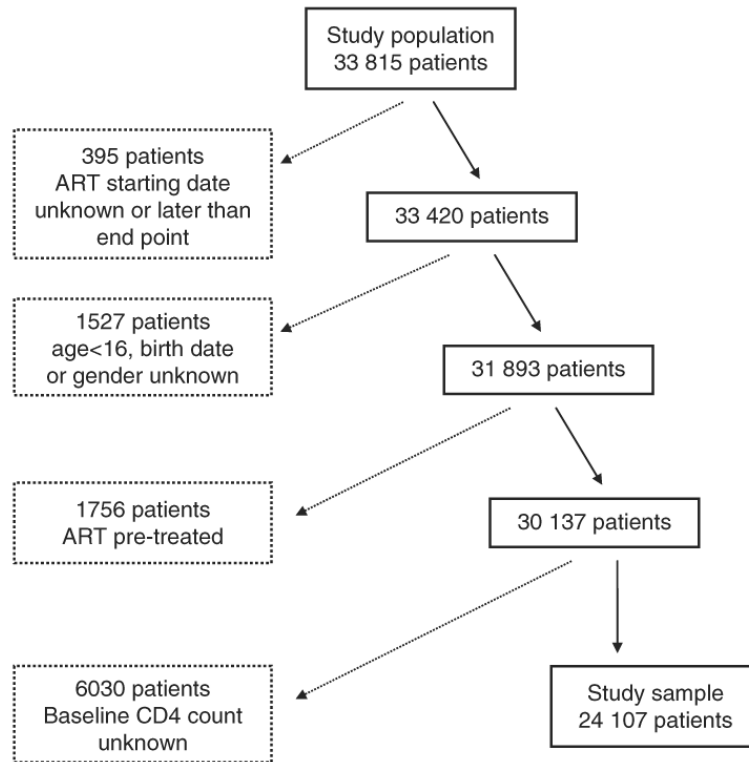 Study population
33 815 patients
395 patients
ART starting date
unknown or later than
end point
33 420 patients
1527 patients
age<16, birth date
or gender unknown
31 893 patients
1756 patients
ART pre-treated
30 137 patients
6030 patients
Baseline CD4 count
unknown
Study sample
24 107 patients